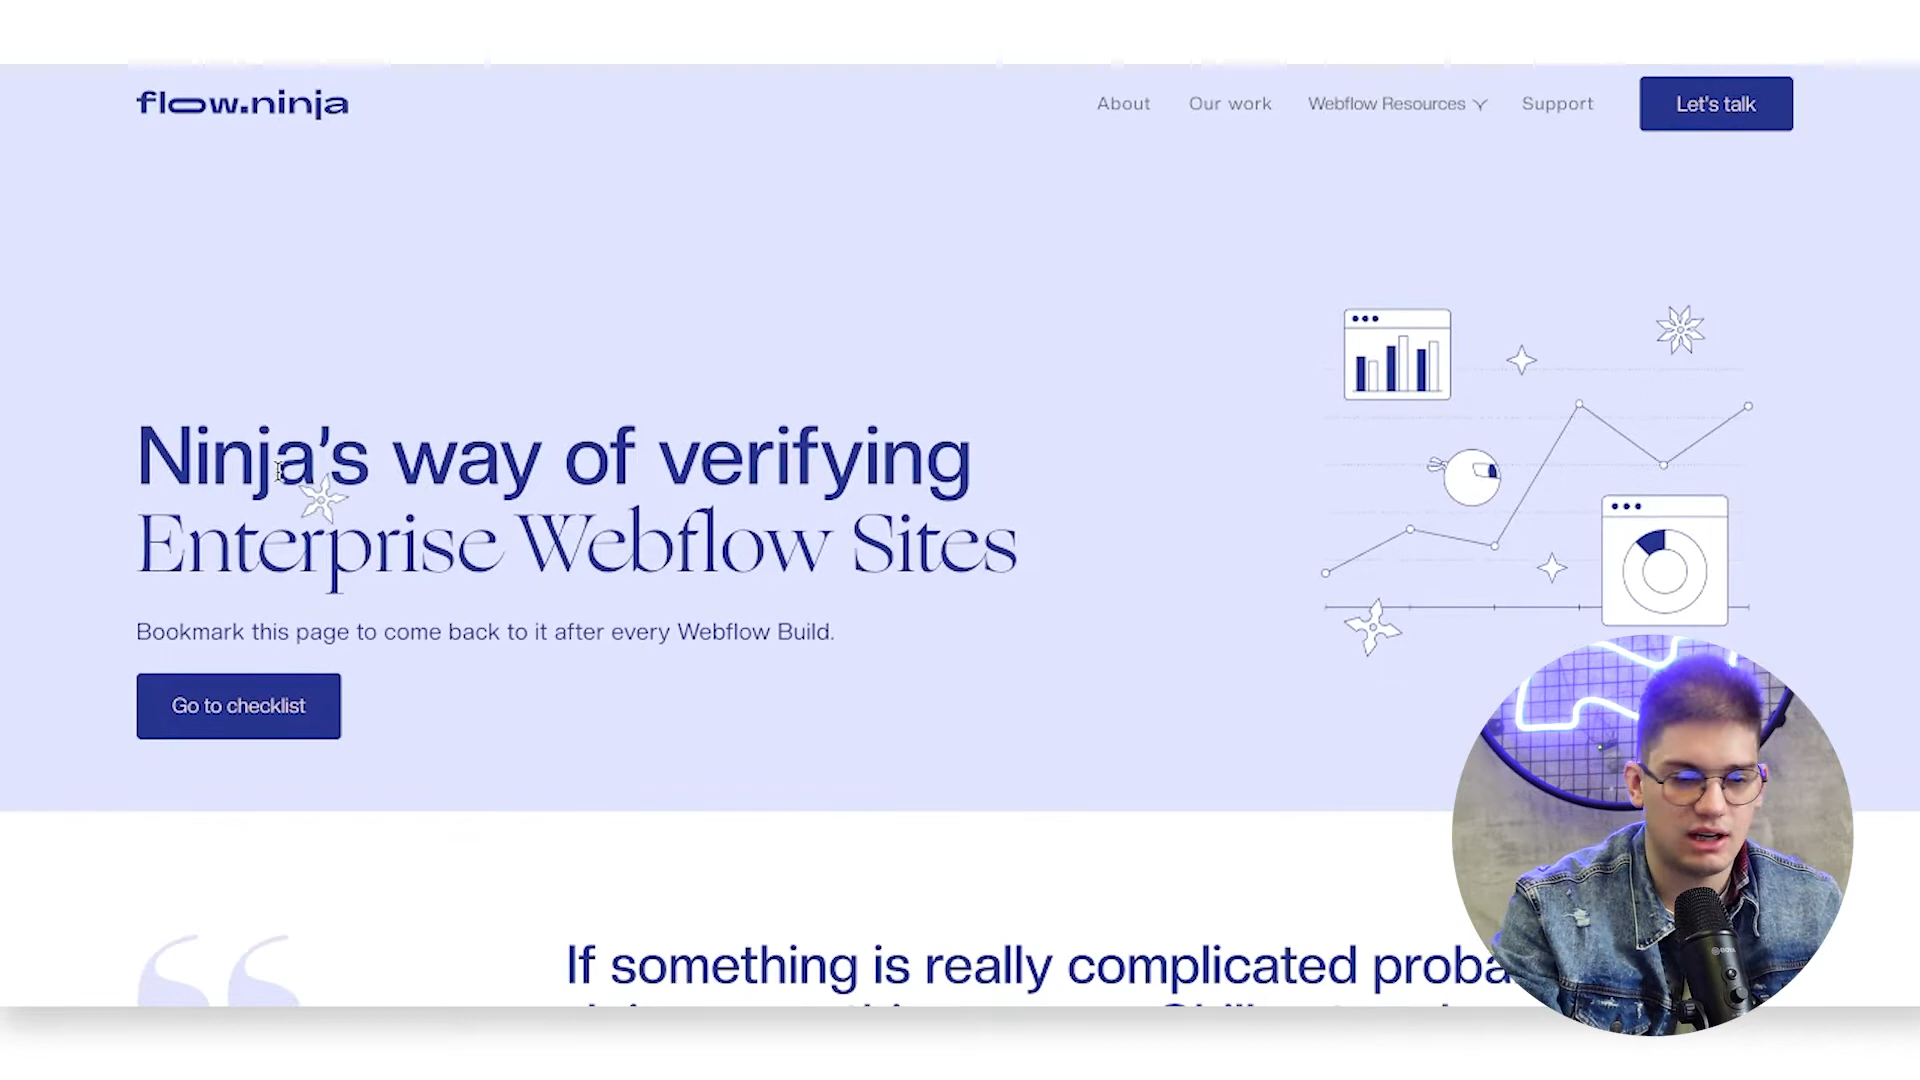 flow.ninja
About
Our work
Webflow Resources
Support
Let's talk
Ninja’s way of verifying
Enterprise Webflow Sites
Bookmark this page to come back to it after every Webflow Build.
Go to checklist
If something is really complicated